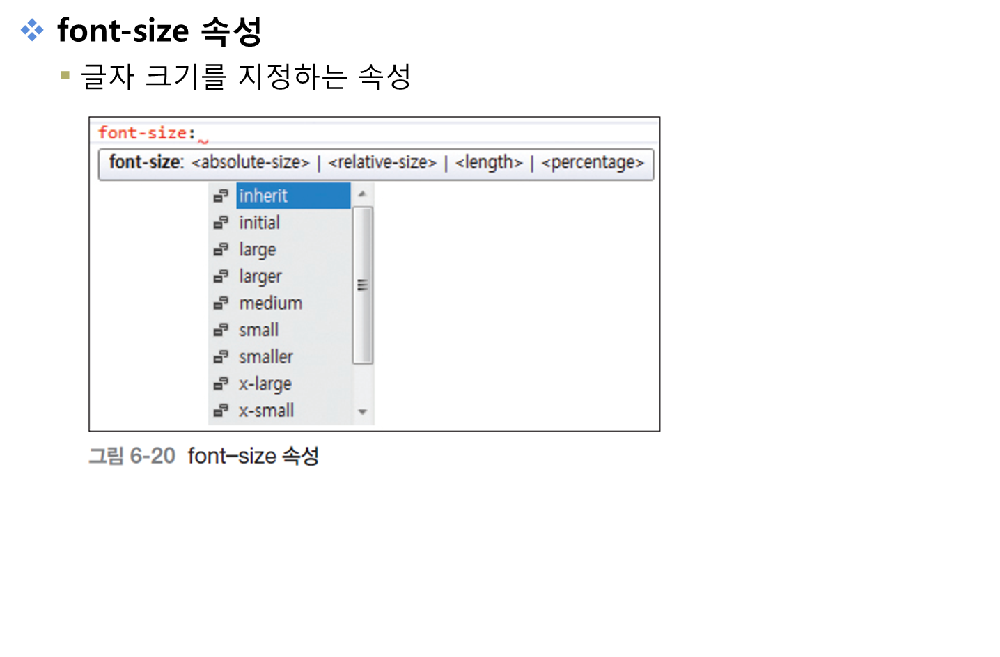 font-size 속성
글자 크기를 지정하는 속성
font-size:
font-size: <absolute-size> | <relative-size> | <length> | <percentage>
inherit
initial
large
larger
medium
small
smaller
x-large
x-small
그림 6-20 font-size 속성